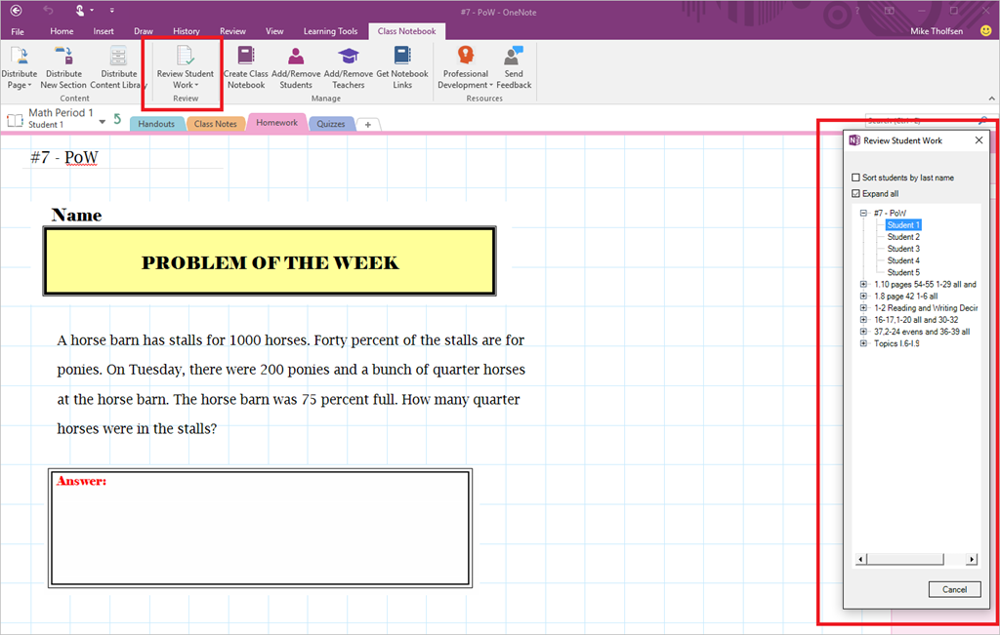 #7 - PoW - OneNote
File Home Insert Draw History Review View Learning Tools Class Notebook
Mike Tholfsen
Distribute Page
Distribute New Section
Distribute Content Library
Review Student Work
Create Class Notebook
Add/Remove Students
Add/Remove Teachers
Get Notebook Links
Professional Development
Send Feedback
Content Review Manage Resources
Math Period 1
Student 1
Handouts Class Notes Homework Quizzes +
Search (Ctrl+E)
#7 - PoW
Name
PROBLEM OF THE WEEK
A horse barn has stalls for 1000 horses. Forty percent of the stalls are for
ponies. On Tuesday, there were 200 ponies and a bunch of quarter horses
at the horse barn. The horse barn was 75 percent full. How many quarter
horses were in the stalls?
Answer:
Review Student Work
Sort students by last name
Expand all
#7 - PoW
Student 1
Student 2
Student 3
Student 4
Student 5
1.10 pages 54-55 1-29 all and
1.8 page 42 1-6 all
1-2 Reading and Writing Decir
16-17,1-20 all and 30-32
37,2-24 evens and 36-39 all
Topics I.6-I.9
Cancel